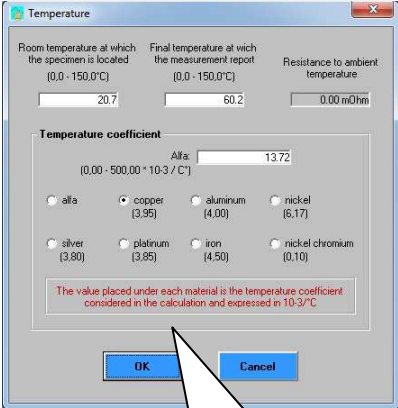 Temperature
Room temperature at which
the specimen is located
(0,0 - 150,0°C)
20.7
Final temperature at wich
the measurement report
(0,0 - 150,0°C)
60.2
Resistance to ambient
temperature
0.00 mOhm
Temperature coefficient
Alfa: 13.72
(0,00 - 500,00 * 10-3 / C°)
alfa
copper
(3,95)
aluminum
(4,00)
nickel
(6,17)
silver
(3,80)
platinum
(3,85)
iron
(4,50)
nickel chromium
(0,10)
The value placed under each material is the temperature coefficient
considered in the calculation and expressed in 10-3/°C
OK
Cancel